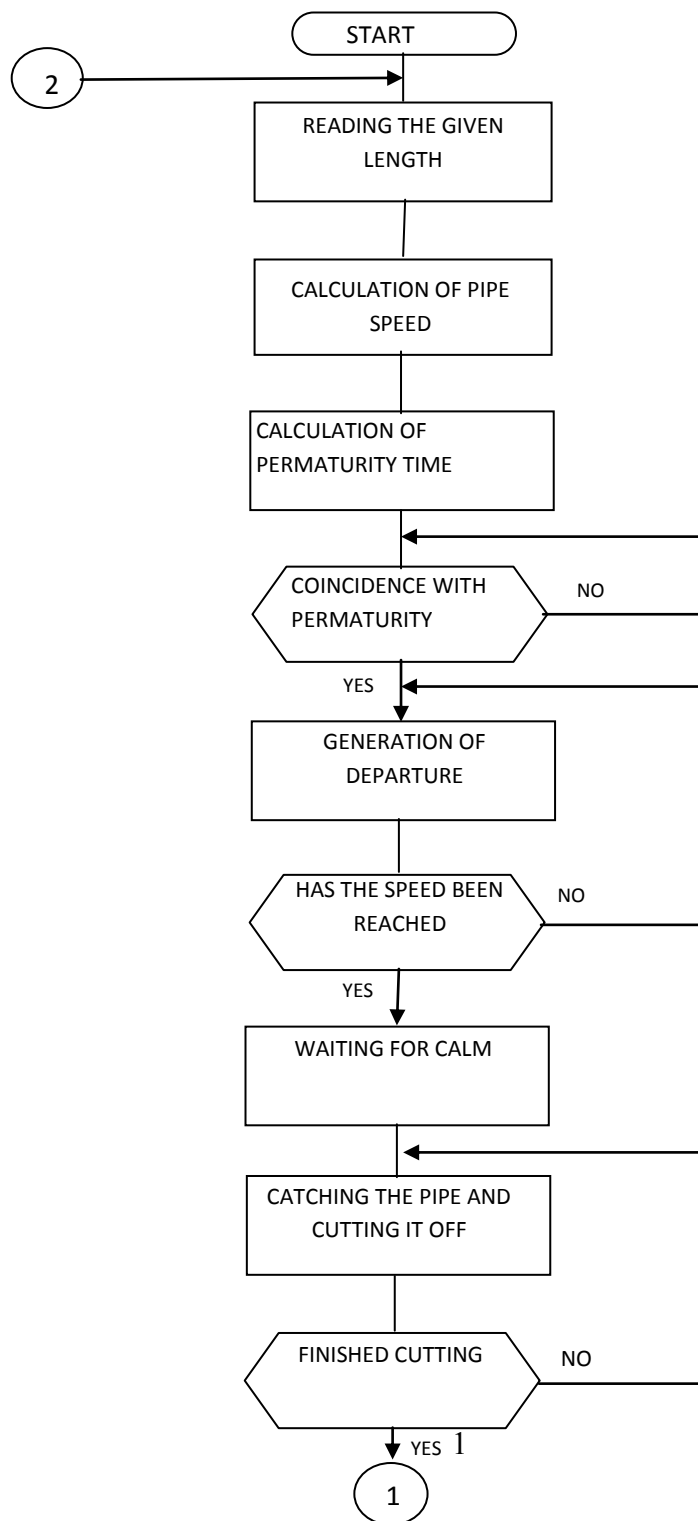 START
2
READING THE GIVEN
LENGTH
CALCULATION OF PIPE
SPEED
CALCULATION OF
PERMATURITY TIME
COINCIDENCE WITH
PERMATURITY
NO
YES
GENERATION OF
DEPARTURE
HAS THE SPEED BEEN
REACHED
NO
YES
WAITING FOR CALM
CATCHING THE PIPE AND
CUTTING IT OFF
FINISHED CUTTING
NO
YES 1
1